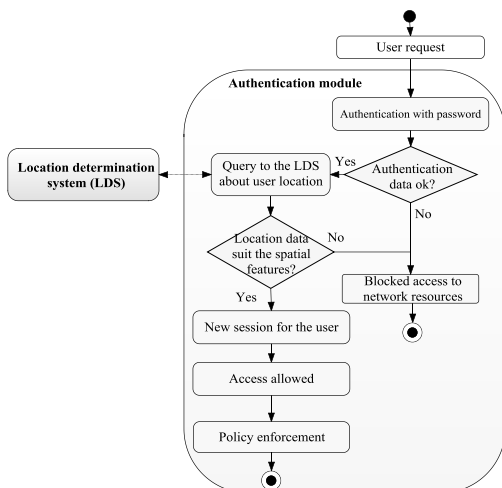 User request
Authentication module
Authentication with password
Location determination
system (LDS)
Query to the LDS
about user location
Yes
Authentication
data ok?
No
Location data
suit the spatial
features?
No
Yes
Blocked access to
network resources
New session for the user
Access allowed
Policy enforcement